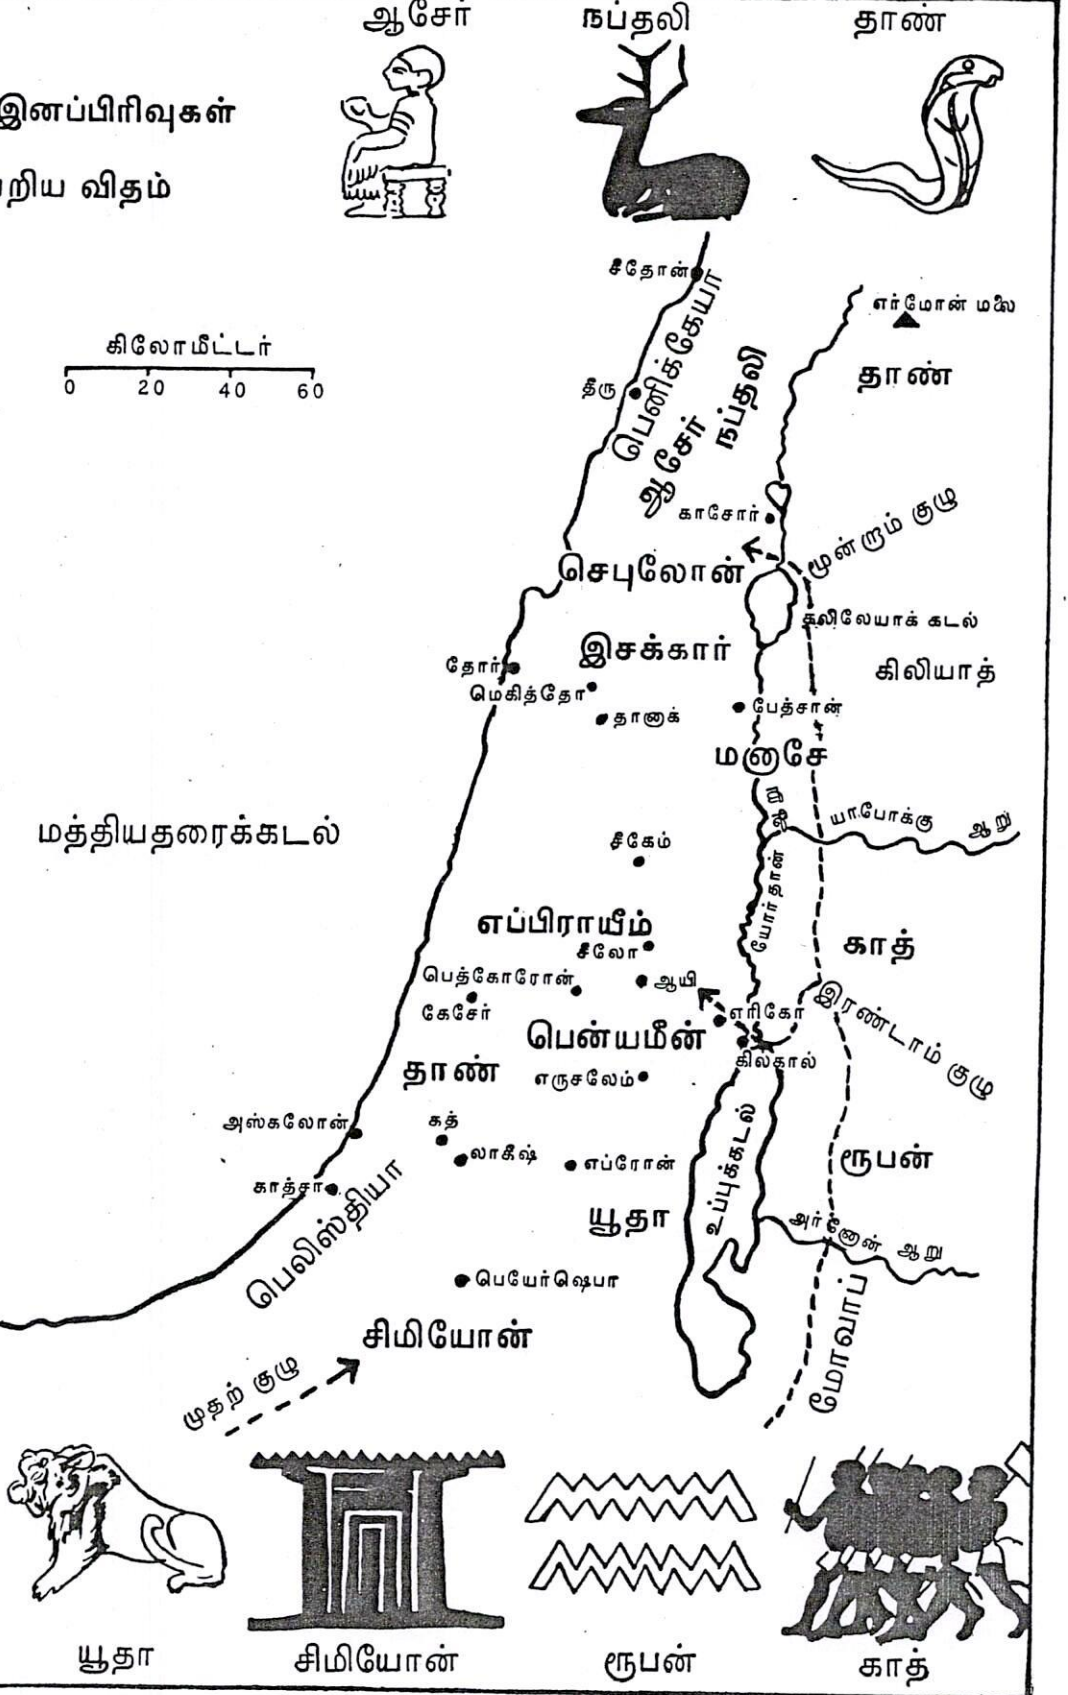 ஆசேர்
நப்தலி
தாண்
இனப்பிரிவுகள்
றிய விதம்
சீதோன்
பெனிக்கேயா
எர்மோன் மலை
கிலோமீட்டர்
0 20 40 60
தாண்
தீரு
நப்தலி
ஆசேர்
காசோர்
மூன்றாம் குழு
செபுலோன்
கலிலேயாக் கடல்
இசக்கார்
கிலியாத்
தோர்
மெகித்தோ
தானாக்
பேத்சான்
மனாசே
மத்தியதரைக்கடல்
யாபோக்கு ஆறு
சீகேம்
யோர்தான் ஆறு
எப்பிராயீம்
சீலோ
காத்
பெத்கோரோன்
ஆயி
கேசேர்
எரிகோ
இரண்டாம் குழு
பென்யமீன்
கில்கால்
தாண்
எருசலேம்
அஸ்கலோன்
கத்
லாகீஷ்
எப்ரோன்
உப்புக்கடல்
ரூபன்
காத்சா
பெலிஸ்தியா
யூதா
அர்னோன் ஆறு
பெயேர்ஷெபா
சிமியோன்
மோவாப்
முதற் குழு
யூதா
சிமியோன்
ரூபன்
காத்